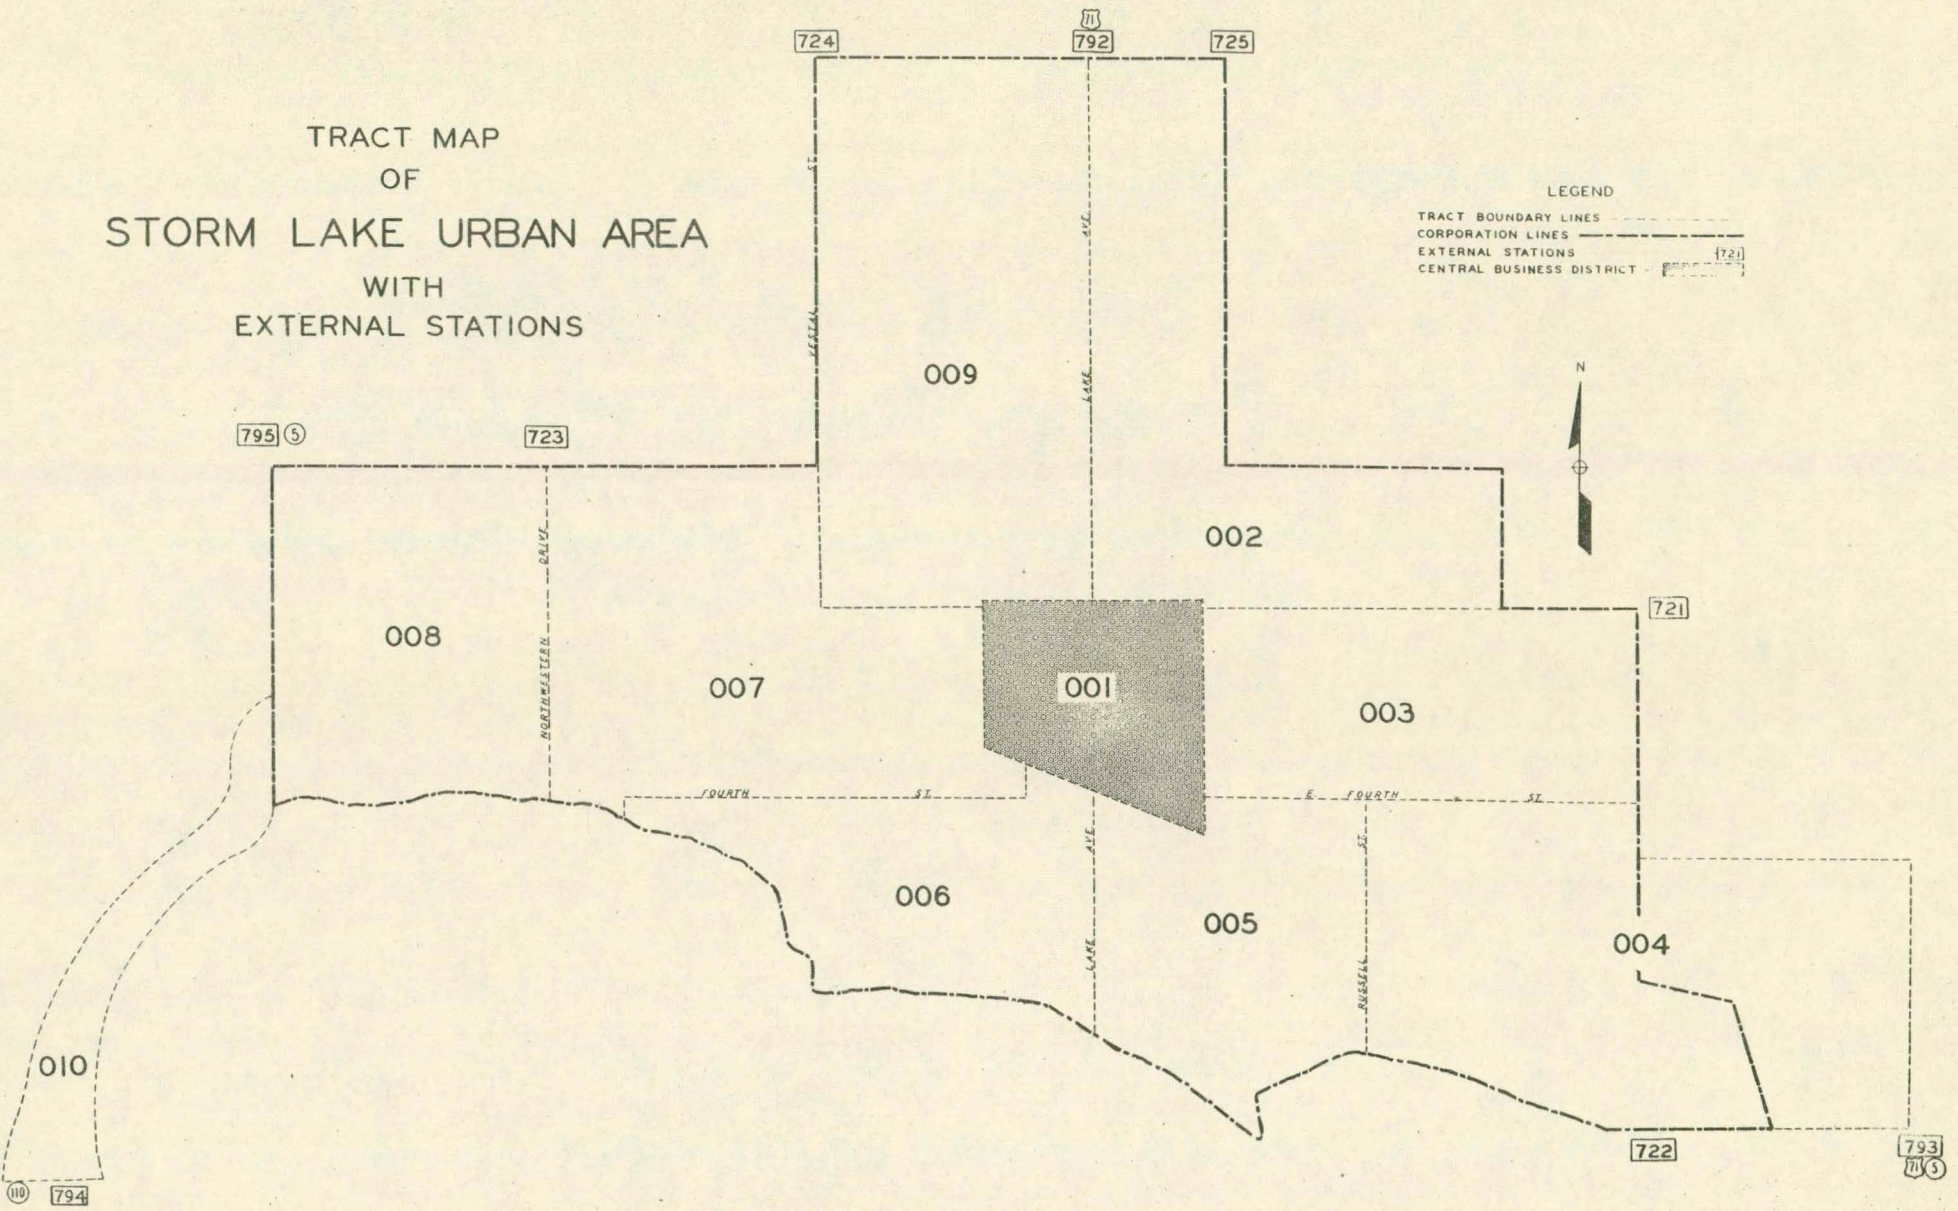 71
724
792
725
TRACT MAP
OF
STORM LAKE URBAN AREA
WITH
EXTERNAL STATIONS
LEGEND
TRACT BOUNDARY LINES
CORPORATION LINES
EXTERNAL STATIONS 721
CENTRAL BUSINESS DISTRICT
N
VESTAL ST.
LAKE AVE
009
795 5
723
002
NORTHWESTERN DRIVE
721
008
007
001
003
FOURTH ST.
E. FOURTH ST.
LAKE AVE
RUSSELL ST.
006
005
004
010
722
793
71 5
110 794